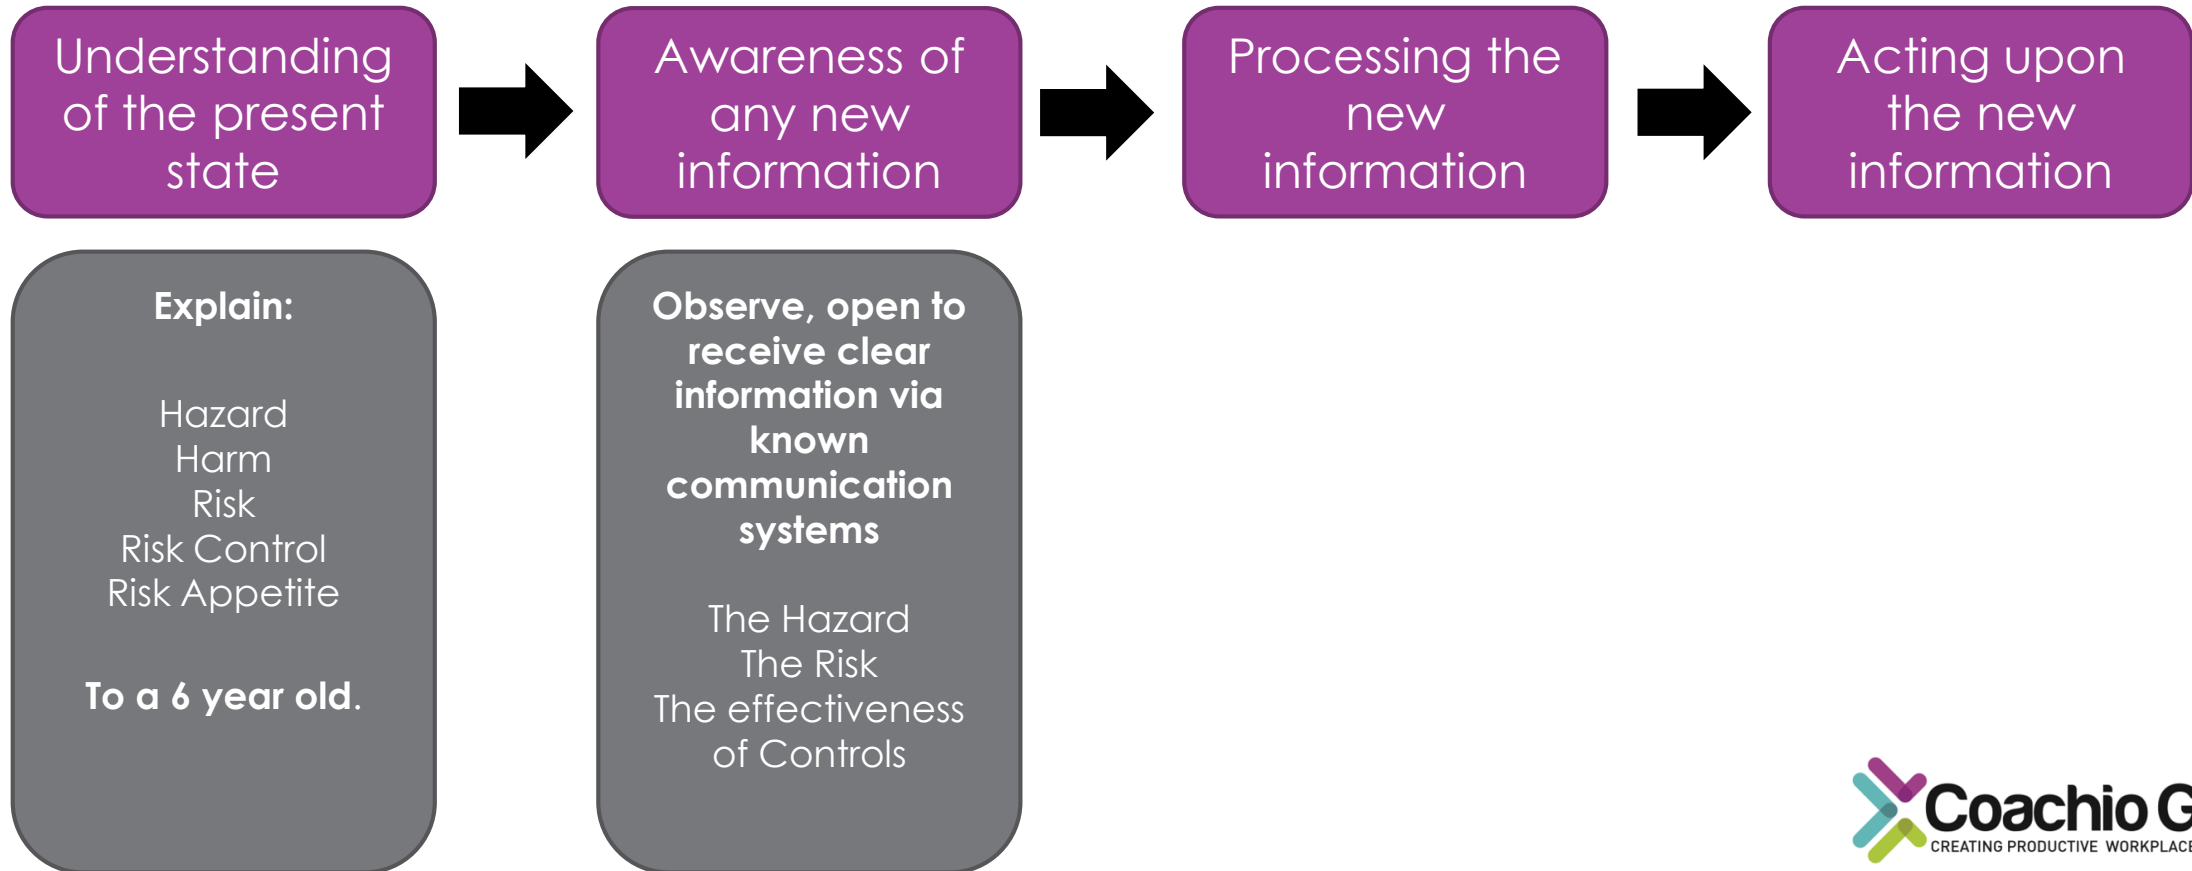 Understanding
of the present
state
Awareness of
any new
information
Processing the
new
information
Acting upon
the new
information
Explain:
Hazard
Harm
Risk
Risk Control
Risk Appetite
To a 6 year old.
Observe, open to
receive clear
information via
known
communication
systems
The Hazard
The Risk
The effectiveness
of Controls
Coachio G
CREATING PRODUCTIVE WORKPLACE